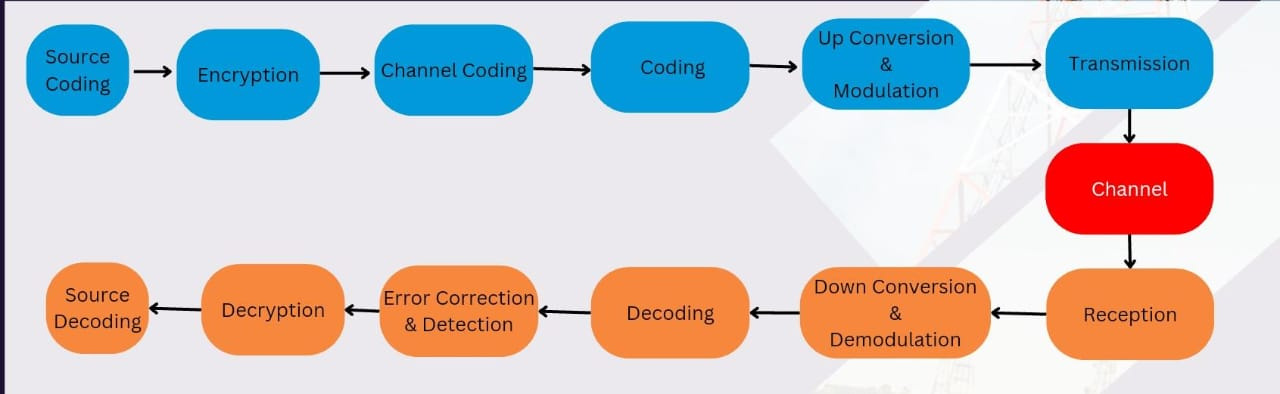 Source
Coding
Encryption
Channel Coding
Coding
Up Conversion
&
Modulation
Transmission
Channel
Source
Decoding
Decryption
Error Correction
& Detection
Decoding
Down Conversion
&
Demodulation
Reception